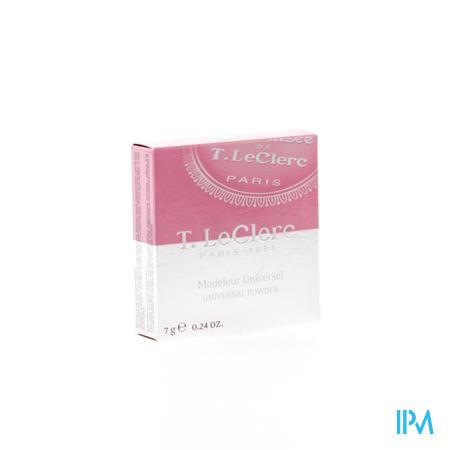 DE
T. LeClerc
PARIS
T. LeClerc
PARIS·1881
Modeleur Universel
UNIVERSAL POWDER
7 g e 0.24 OZ.
IPM